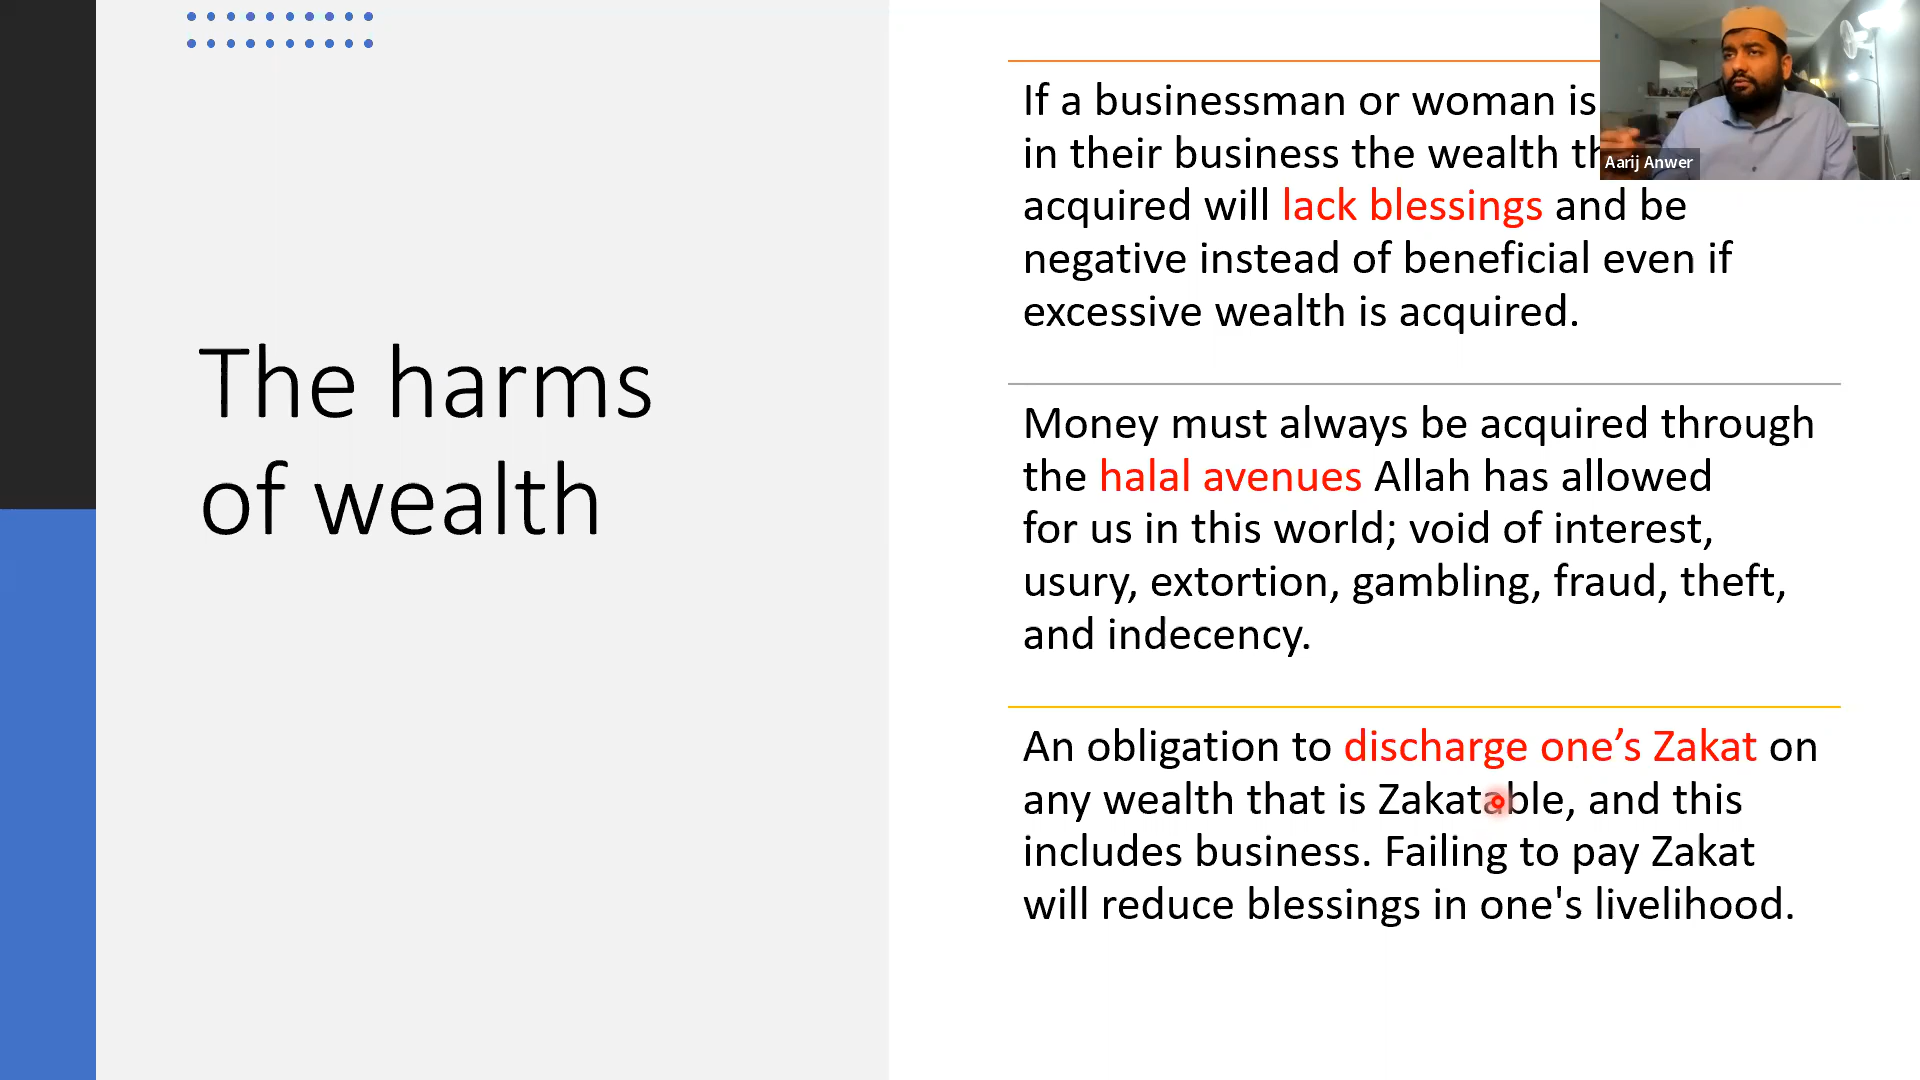 The harms
of wealth
If a businessman or woman is
in their business the wealth
acquired will lack blessings and be
negative instead of beneficial even if
excessive wealth is acquired.
Money must always be acquired through
the halal avenues Allah has allowed
for us in this world; void of interest,
usury, extortion, gambling, fraud, theft,
and indecency.
An obligation to discharge one’s Zakat on
any wealth that is Zakatable, and this
includes business. Failing to pay Zakat
will reduce blessings in one's livelihood.
Aarij Anwer